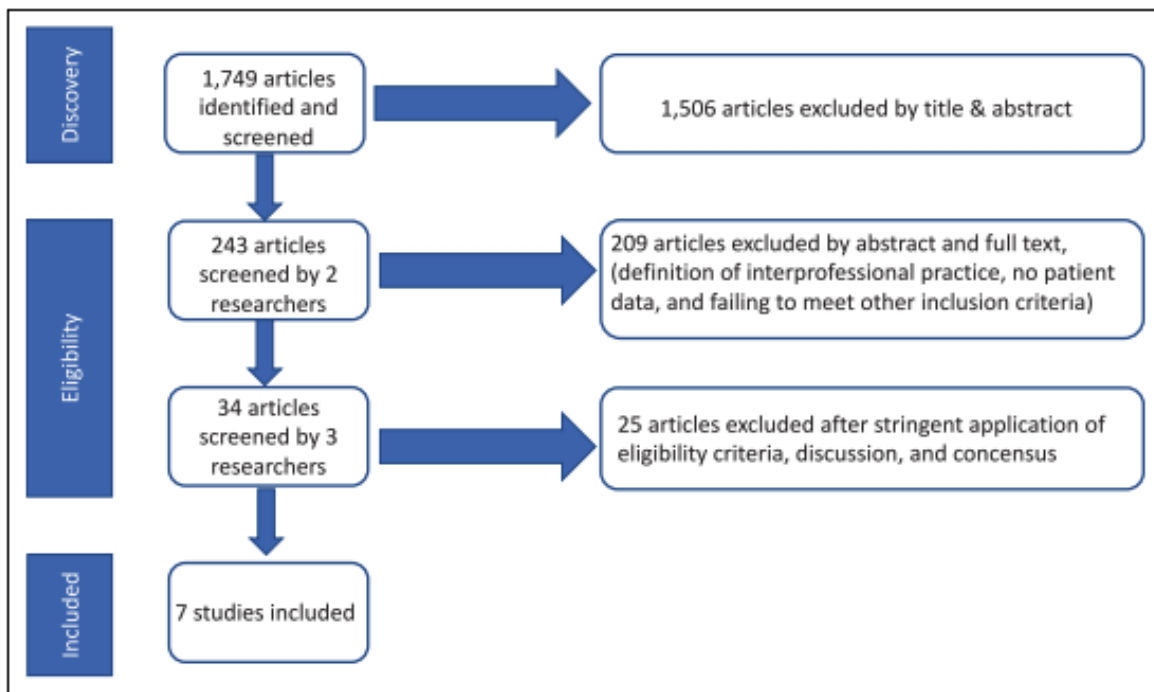 Discovery
1,749 articles
identified and
screened
1,506 articles excluded by title & abstract
Eligibility
243 articles
screened by 2
researchers
209 articles excluded by abstract and full text,
(definition of interprofessional practice, no patient
data, and failing to meet other inclusion criteria)
34 articles
screened by 3
researchers
25 articles excluded after stringent application of
eligibility criteria, discussion, and concensus
Included
7 studies included